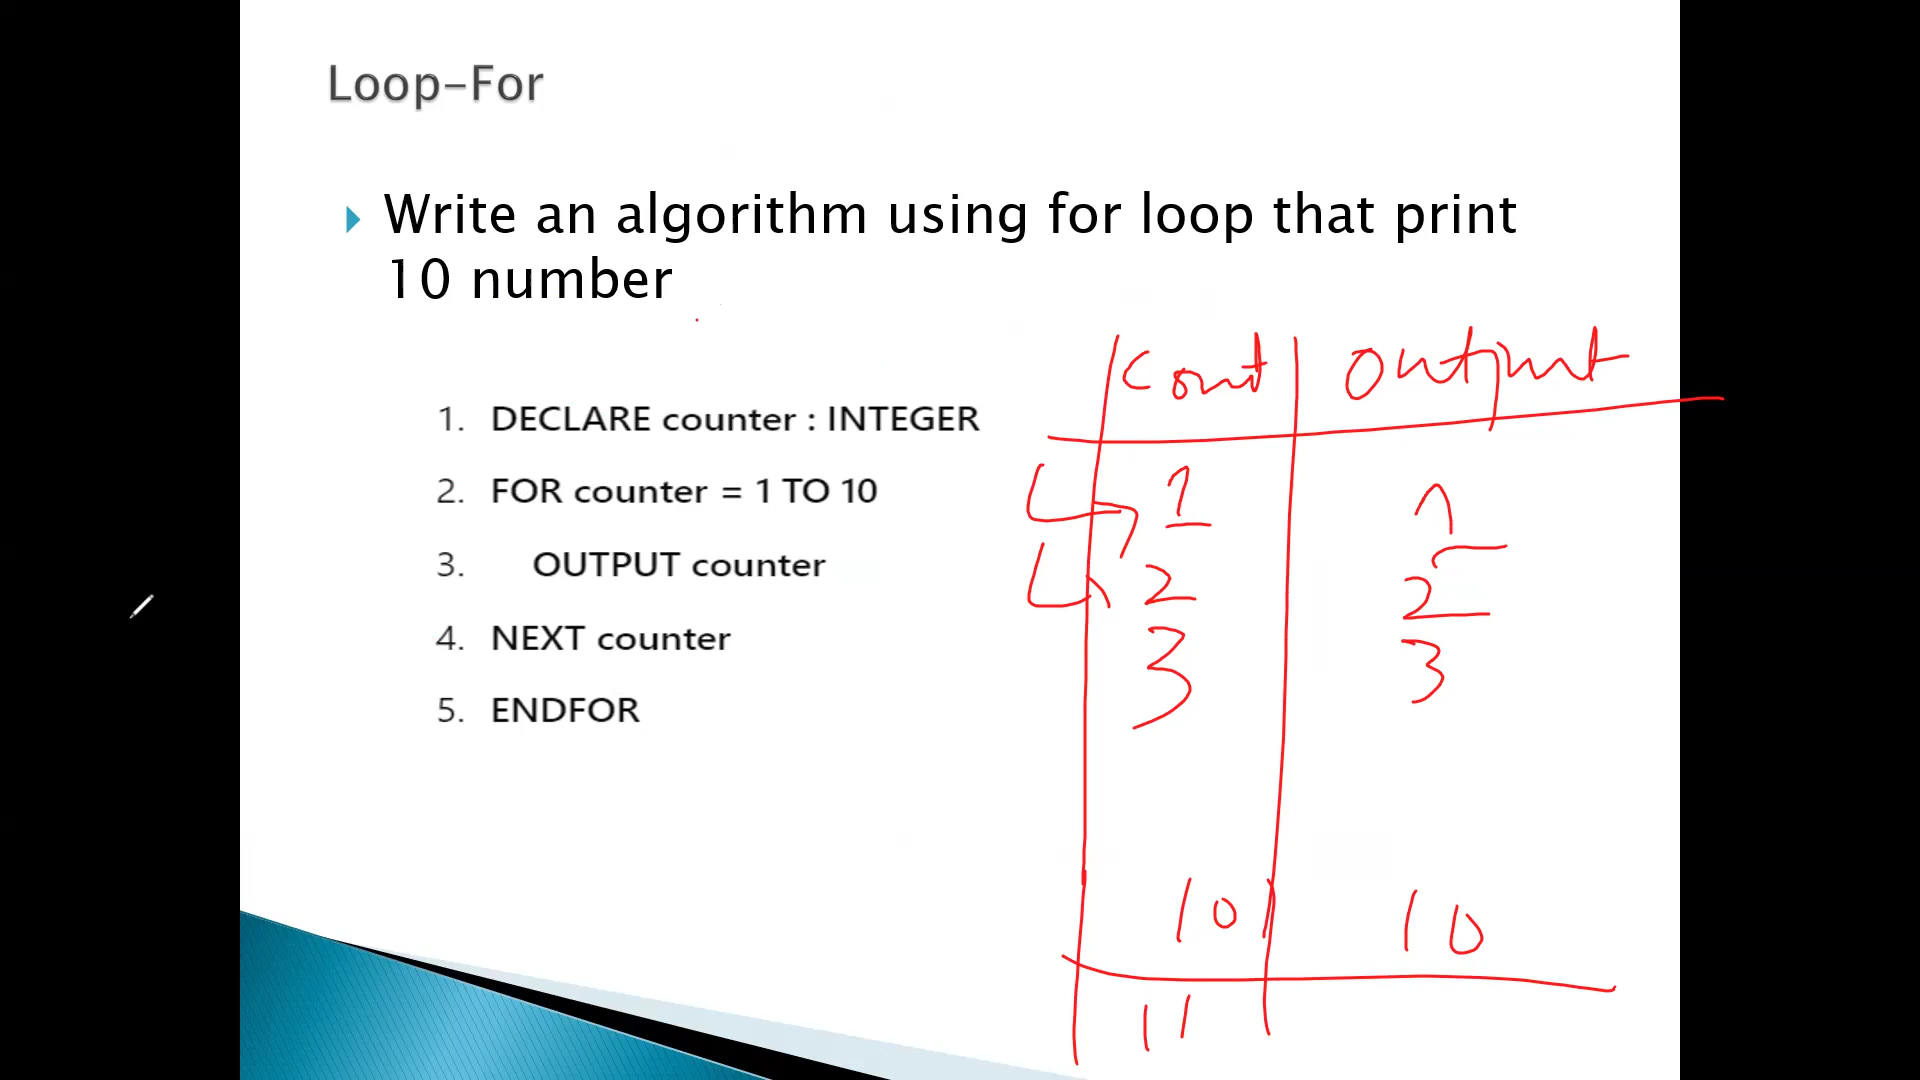 Loop-For
Write an algorithm using for loop that print
10 number
1. DECLARE counter : INTEGER
2. FOR counter = 1 TO 10
3. OUTPUT counter
4. NEXT counter
5. ENDFOR
Count output
1 1
2 2
3 3
10 10
11